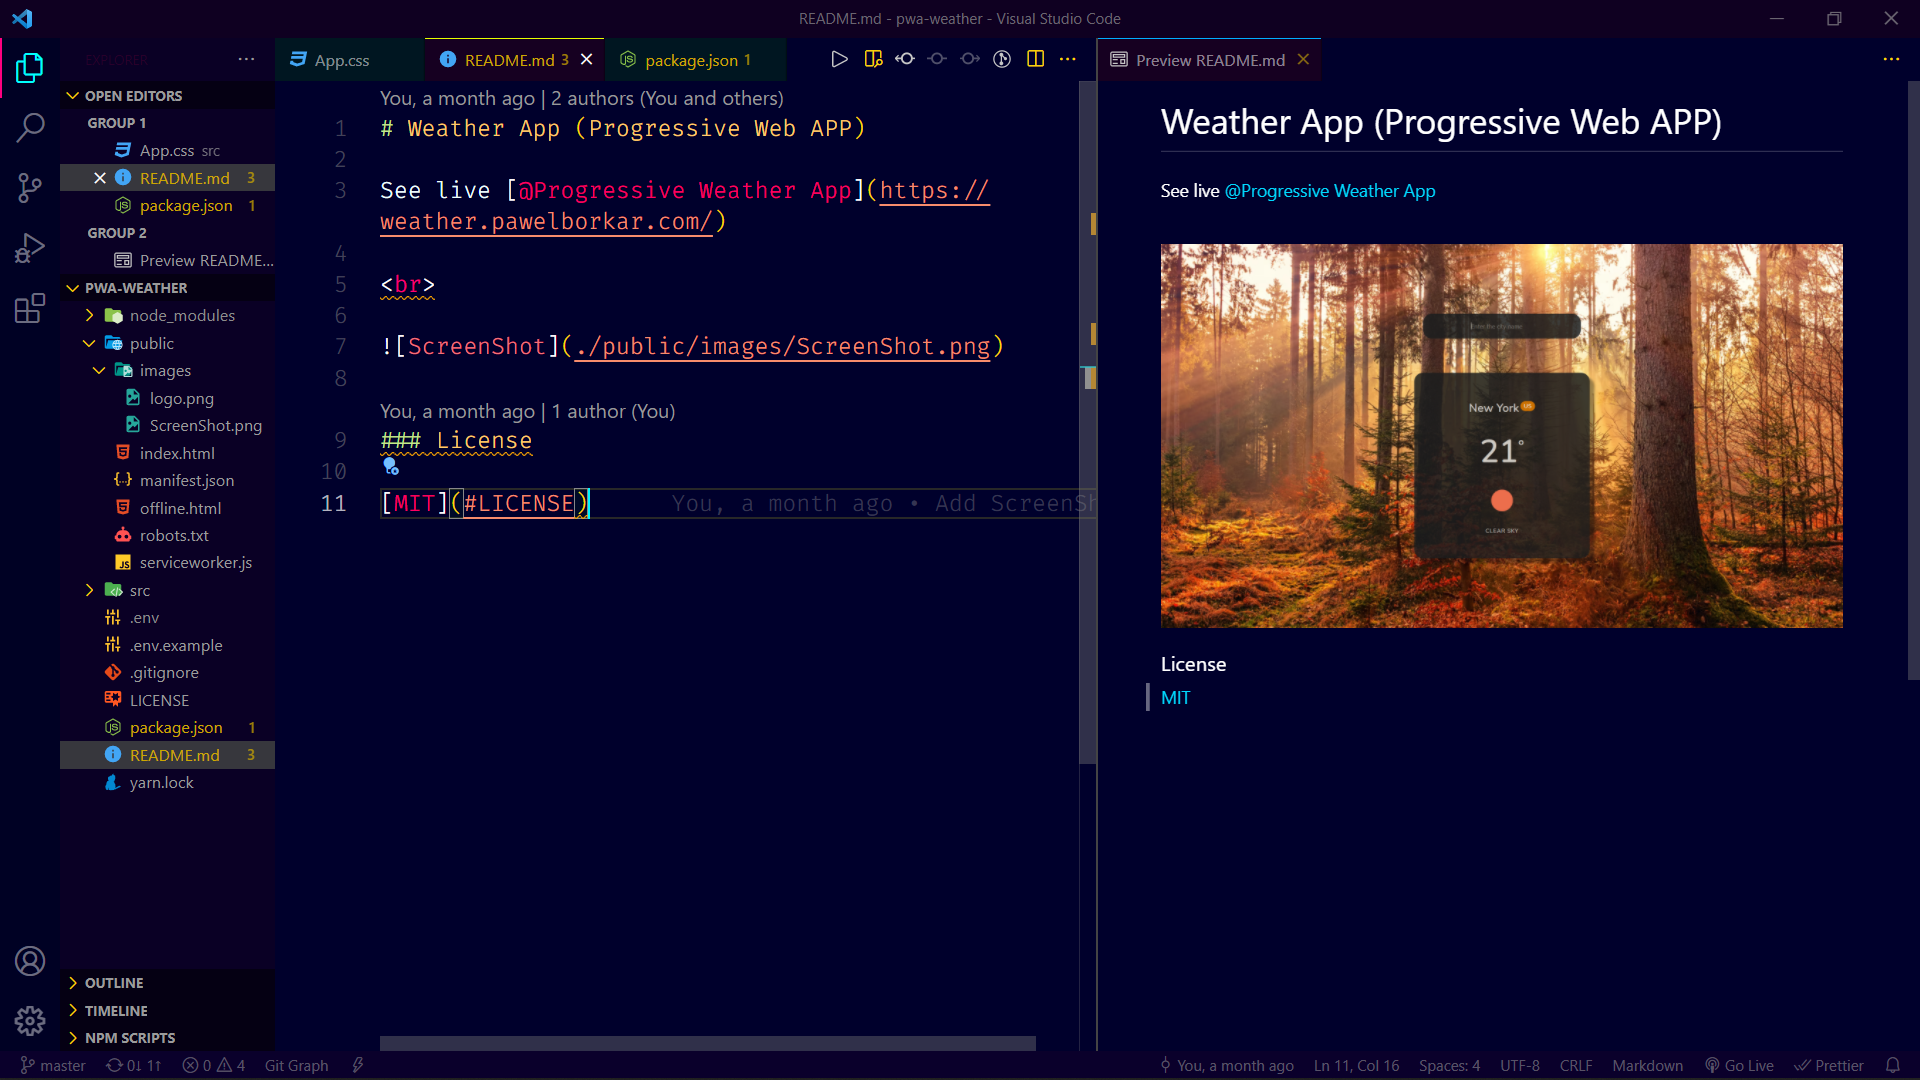 README.md - pwa-weather - Visual Studio Code
EXPLORER
App.css
README.md 3
package.json 1
Preview README.md
OPEN EDITORS
GROUP 1
App.css src
README.md 3
package.json 1
GROUP 2
Preview README...
PWA-WEATHER
node_modules
public
images
logo.png
ScreenShot.png
index.html
manifest.json
offline.html
robots.txt
serviceworker.js
src
.env
.env.example
.gitignore
LICENSE
package.json 1
README.md 3
yarn.lock
OUTLINE
TIMELINE
NPM SCRIPTS
You, a month ago | 2 authors (You and others)
1 # Weather App (Progressive Web APP)
2
3 See live [@Progressive Weather App](https://
weather.pawelborkar.com/)
4
5 <br>
6
7 ![ScreenShot](./public/images/ScreenShot.png)
8
You, a month ago | 1 author (You)
9 ### License
10
11 [MIT](#LICENSE) You, a month ago • Add ScreenSh
Weather App (Progressive Web APP)
See live @Progressive Weather App
Enter the city name
New York US
21°
CLEAR SKY
License
MIT
master 0↓ 1↑ 0 4 Git Graph
You, a month ago Ln 11, Col 16 Spaces: 4 UTF-8 CRLF Markdown Go Live Prettier